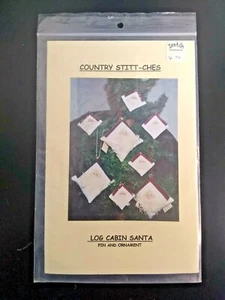 COUNTRY STITT-CHES
LOG CABIN SANTA
PIN AND ORNAMENT